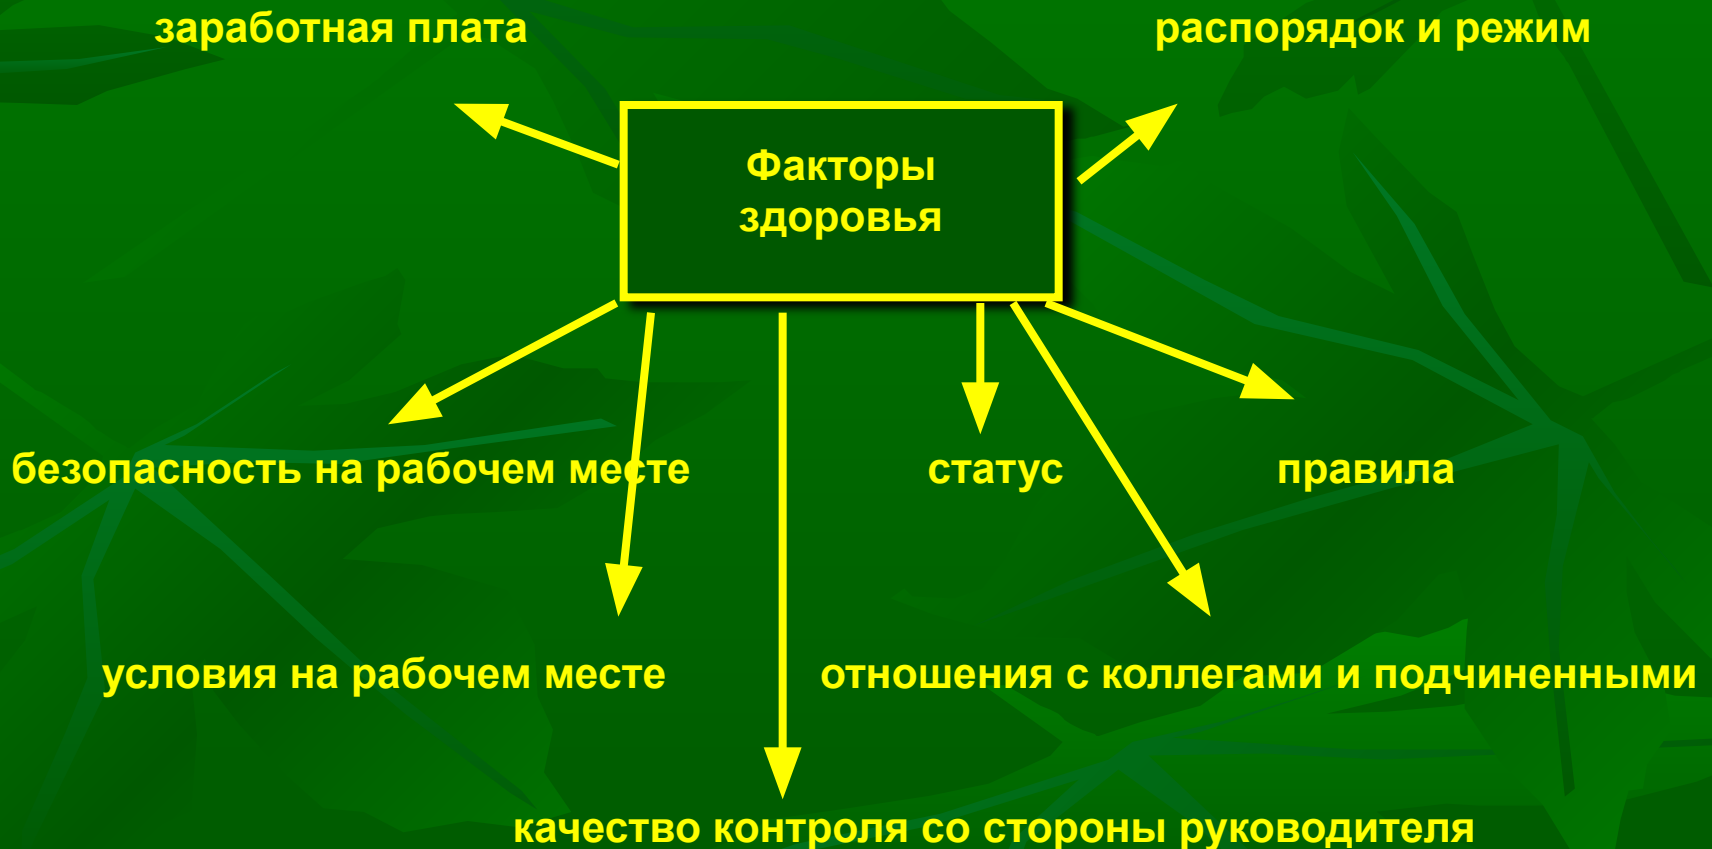 заработная плата
распорядок и режим
Факторы
здоровья
безопасность на рабочем месте
статус
правила
условия на рабочем месте
отношения с коллегами и подчиненными
качество контроля со стороны руководителя